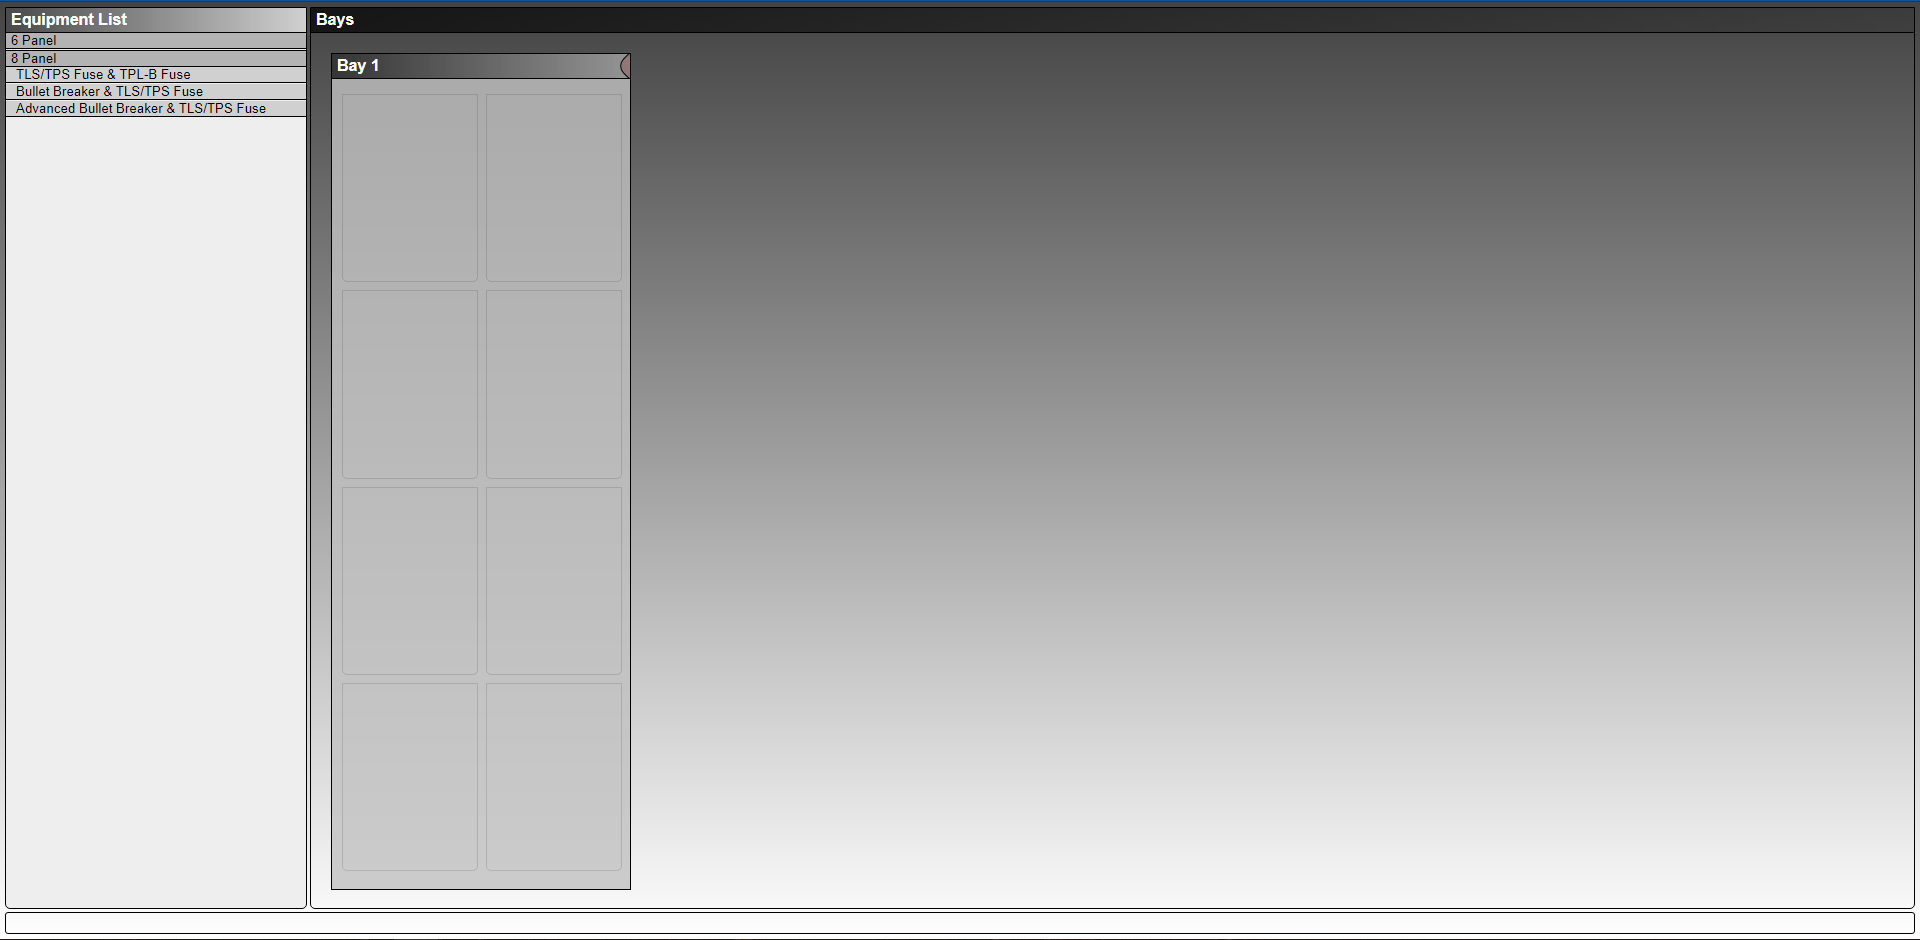 Equipment List
6 Panel
8 Panel
TLS/TPS Fuse & TPL-B Fuse
Bullet Breaker & TLS/TPS Fuse
Advanced Bullet Breaker & TLS/TPS Fuse
Bays
Bay 1